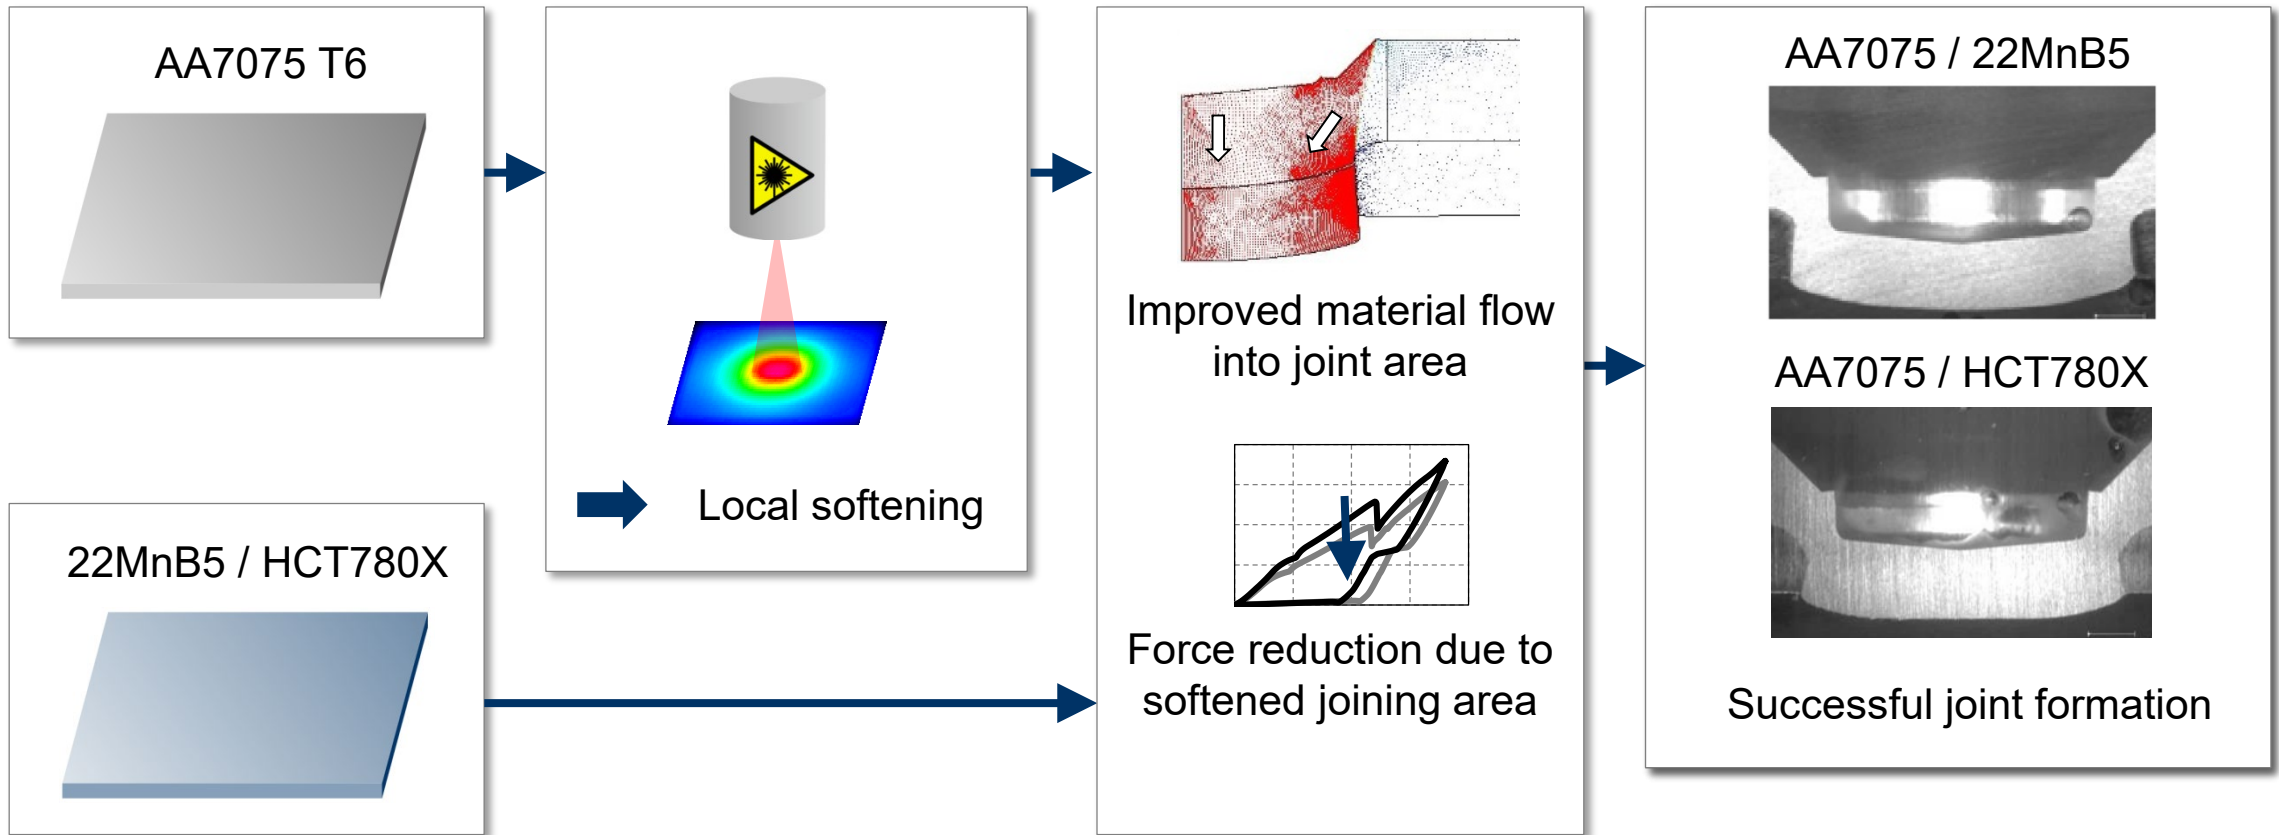 AA7075 T6
22MnB5 / HCT780X
Local softening
Improved material flow
into joint area
Force reduction due to
softened joining area
AA7075 / 22MnB5
AA7075 / HCT780X
Successful joint formation